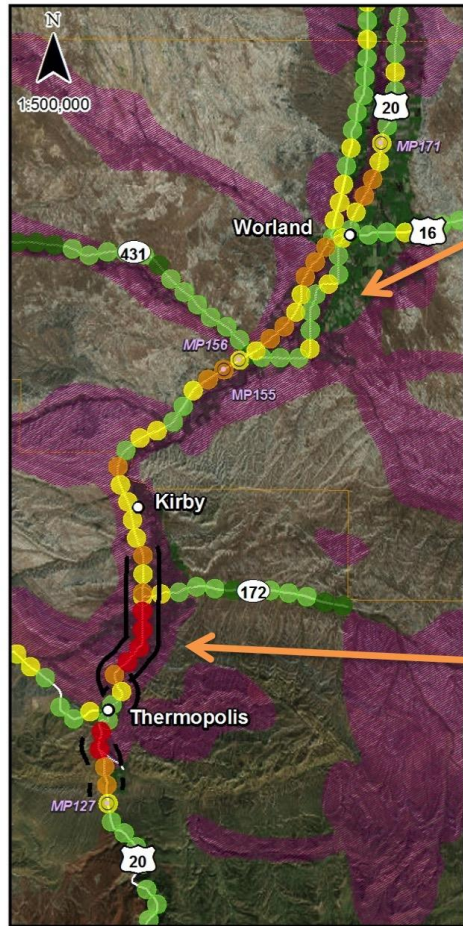 N
1:500,000
20
MP171
Worland
16
431
MP156
MP155
Kirby
172
Thermopolis
MP127
20